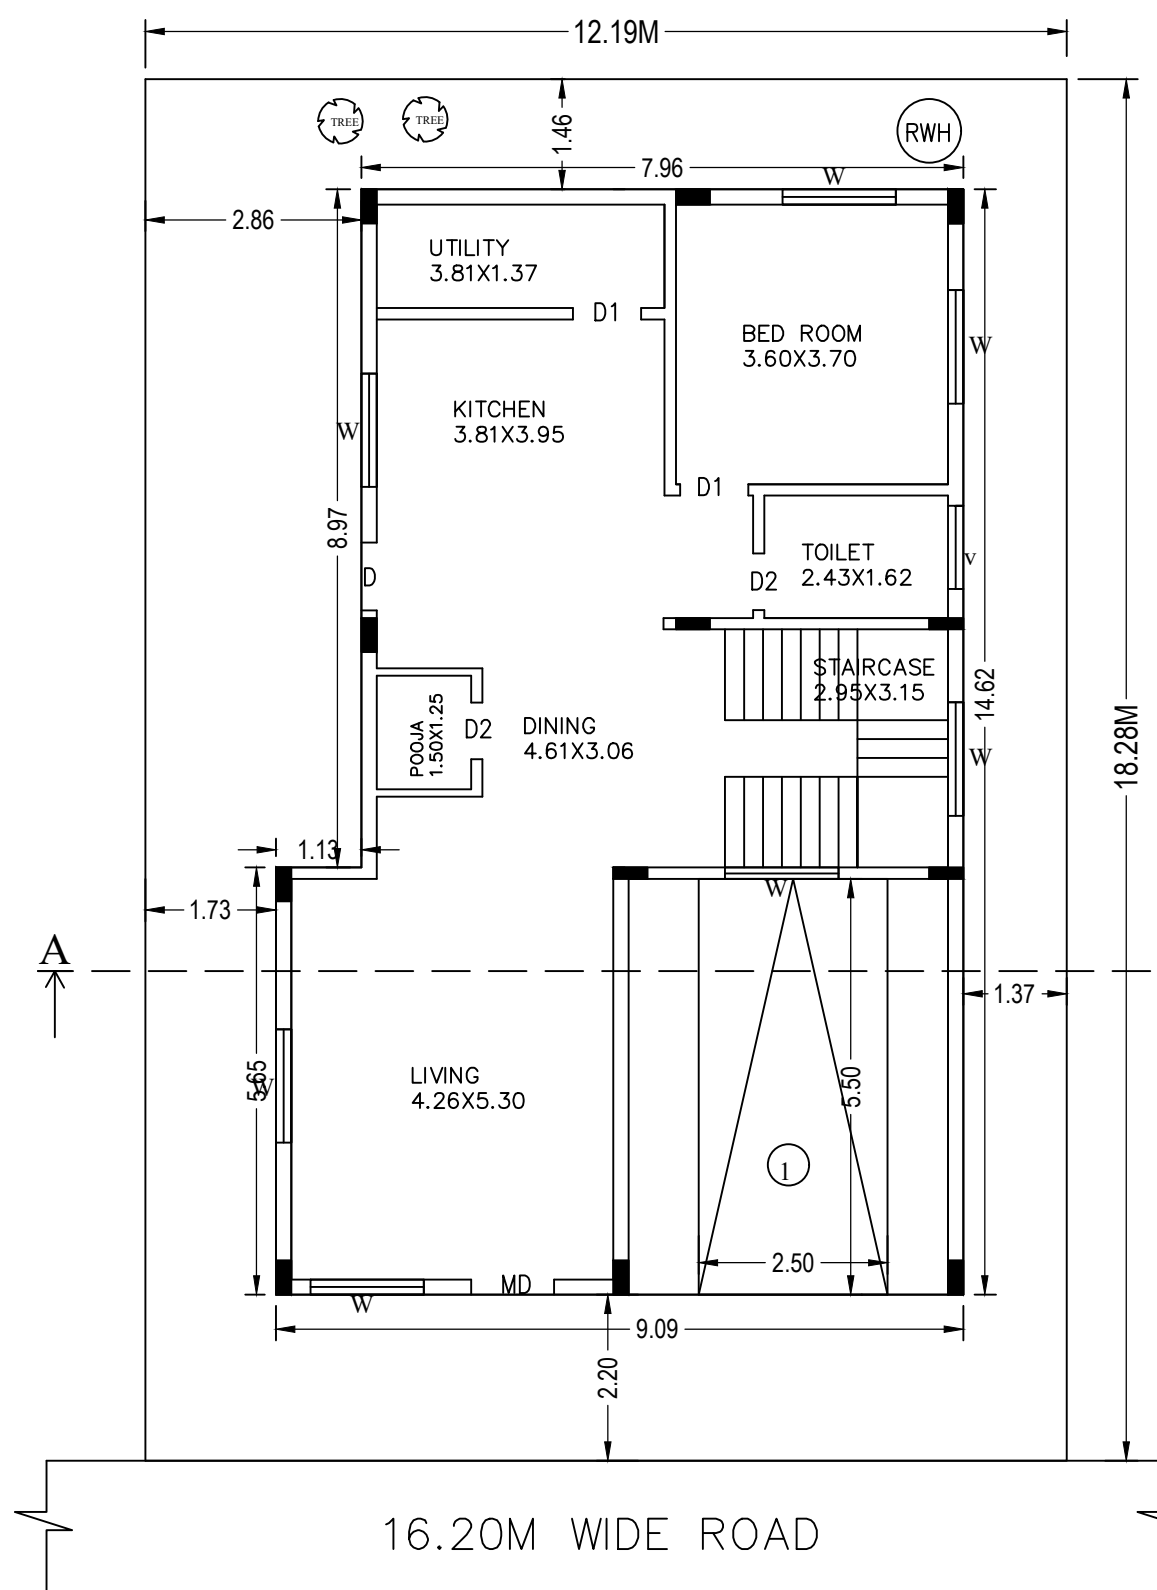 12.19M
TREE
TREE
RWH
1.46
7.96
W
2.86
UTILITY
3.81X1.37
D1
BED ROOM
3.60X3.70
W
KITCHEN
3.81X3.95
W
D1
8.97
TOILET
2.43X1.62
v
D
D2
STAIRCASE
2.95X3.15
14.62
POOJA
1.50X1.25
D2
DINING
4.61X3.06
W
18.28M
1.13
W
1.73
A
1.37
LIVING
4.26X5.30
5.65
W
5.50
1
2.50
MD
W
9.09
2.20
16.20M WIDE ROAD